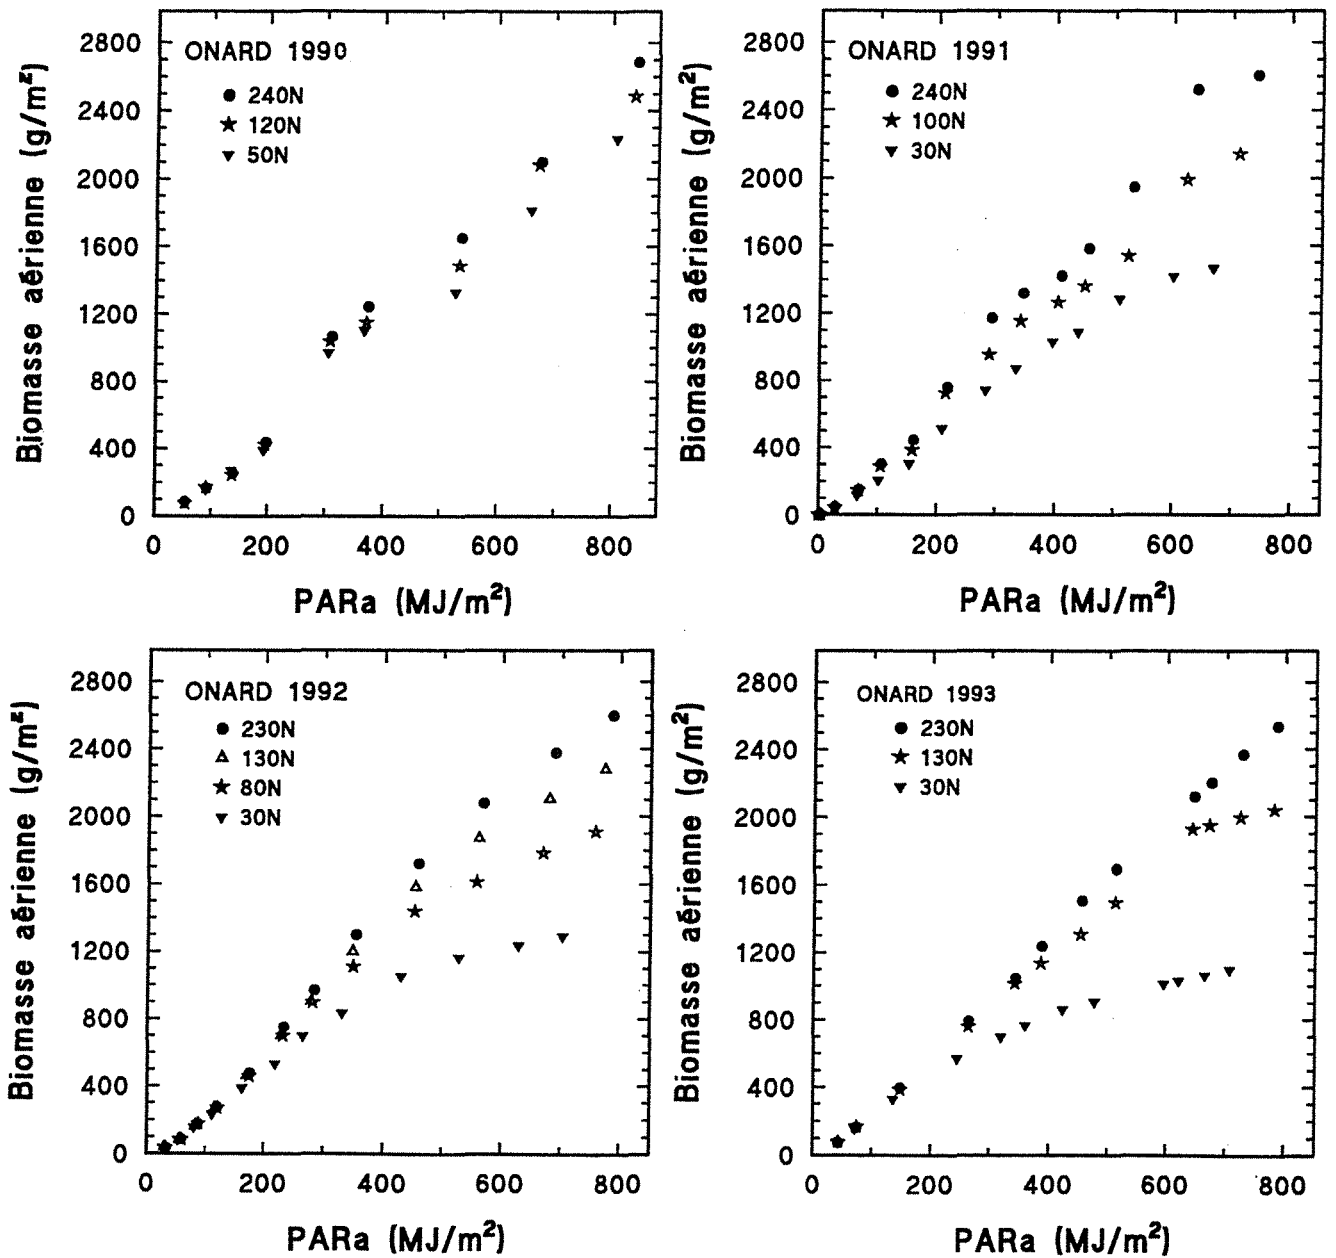 ONARD 1990
240N
120N
50N
2800
2400
2000
1600
1200
800
400
0
0 200 400 600 800
Biomasse aérienne (g/m²)
PARa (MJ/m²)
ONARD 1991
240N
100N
30N
2800
2400
2000
1600
1200
800
400
0
0 200 400 600 800
Biomasse aérienne (g/m²)
PARa (MJ/m²)
ONARD 1992
230N
130N
80N
30N
2800
2400
2000
1600
1200
800
400
0
0 200 400 600 800
Biomasse aérienne (g/m²)
PARa (MJ/m²)
ONARD 1993
230N
130N
30N
2800
2400
2000
1600
1200
800
400
0
0 200 400 600 800
Biomasse aérienne (g/m²)
PARa (MJ/m²)